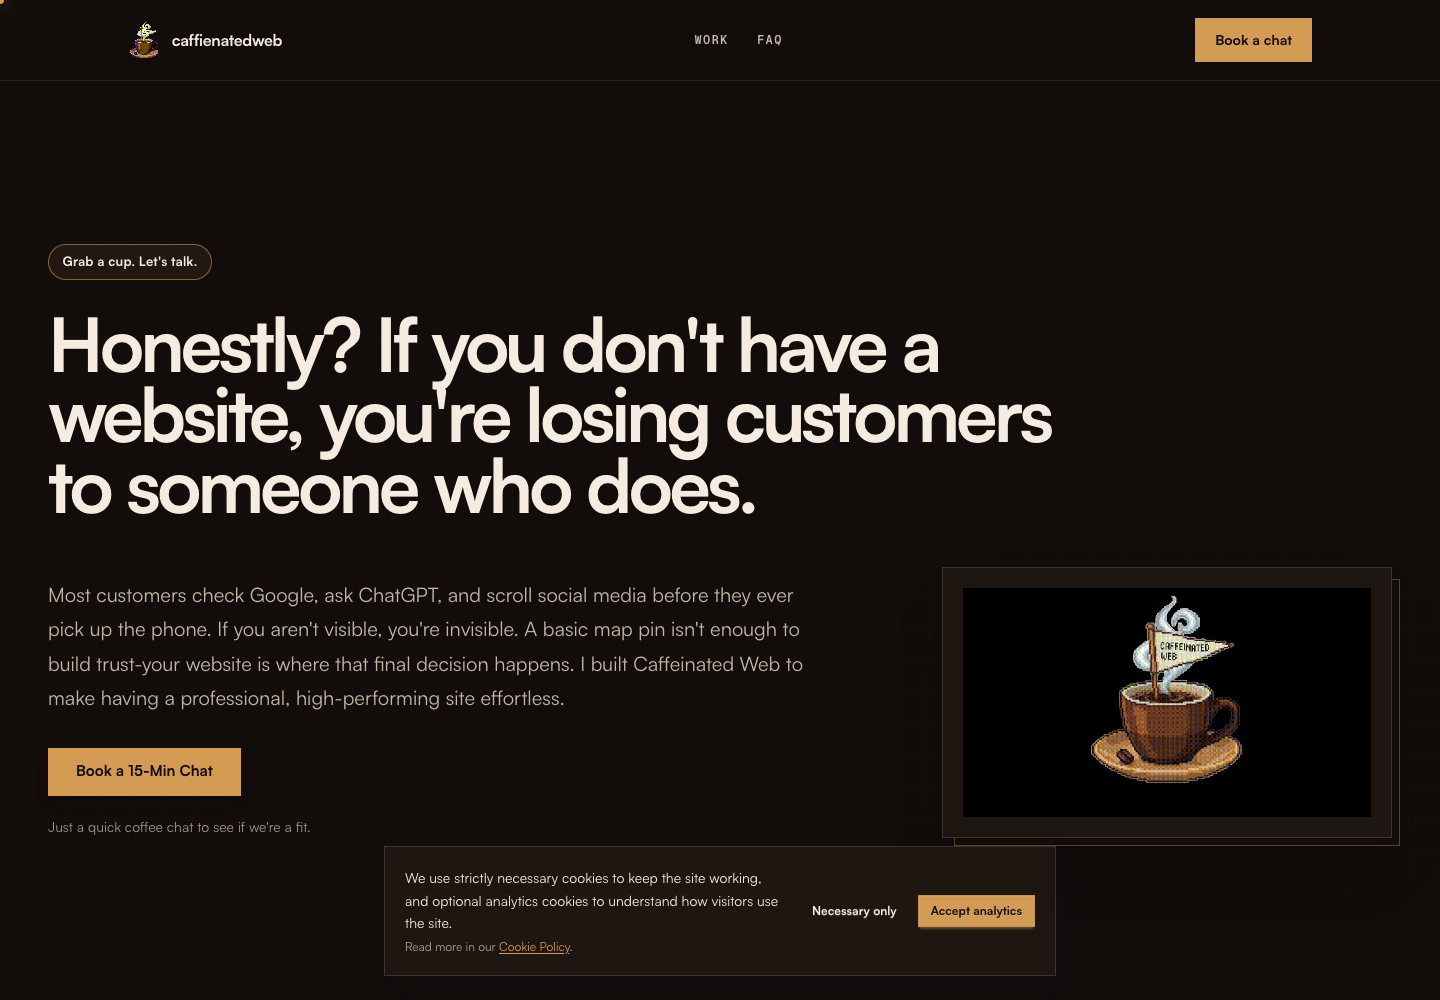 caffienatedweb
WORK
FAQ
Book a chat
Grab a cup. Let's talk.
Honestly? If you don't have a
website, you're losing customers
to someone who does.
Most customers check Google, ask ChatGPT, and scroll social media before they ever
pick up the phone. If you aren't visible, you're invisible. A basic map pin isn't enough to
build trust-your website is where that final decision happens. I built Caffeinated Web to
make having a professional, high-performing site effortless.
Book a 15-Min Chat
Just a quick coffee chat to see if we're a fit.
CAFFEINATED
WEB
We use strictly necessary cookies to keep the site working,
and optional analytics cookies to understand how visitors use
the site.
Read more in our Cookie Policy.
Necessary only
Accept analytics